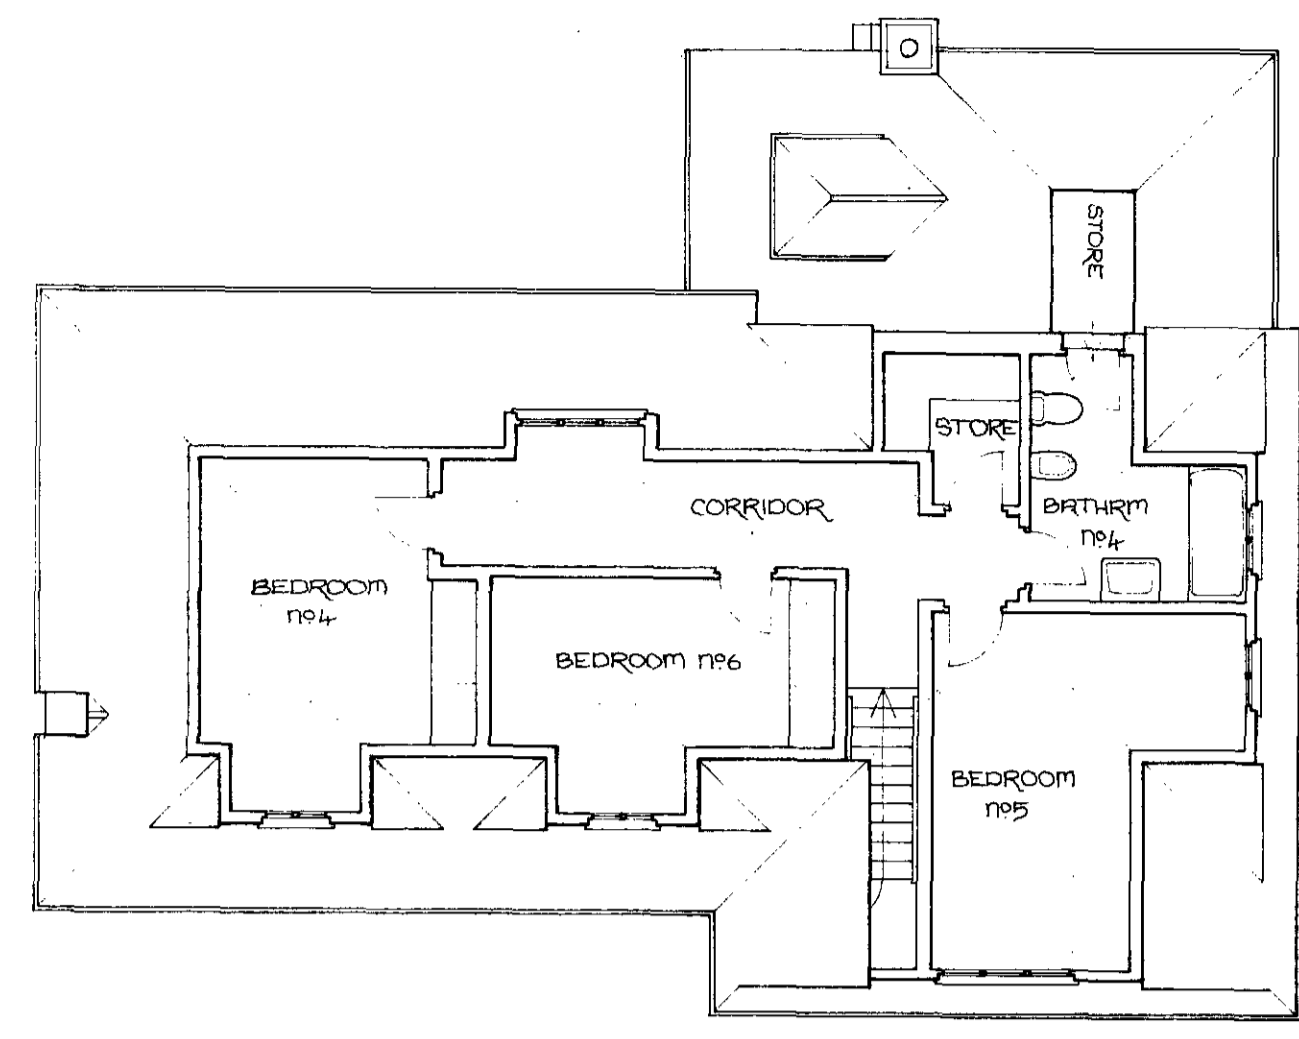 STORE
STORE
CORRIDOR
BATHRM
nº4
BEDROOM
nº4
BEDROOM nº6
BEDROOM
nº5